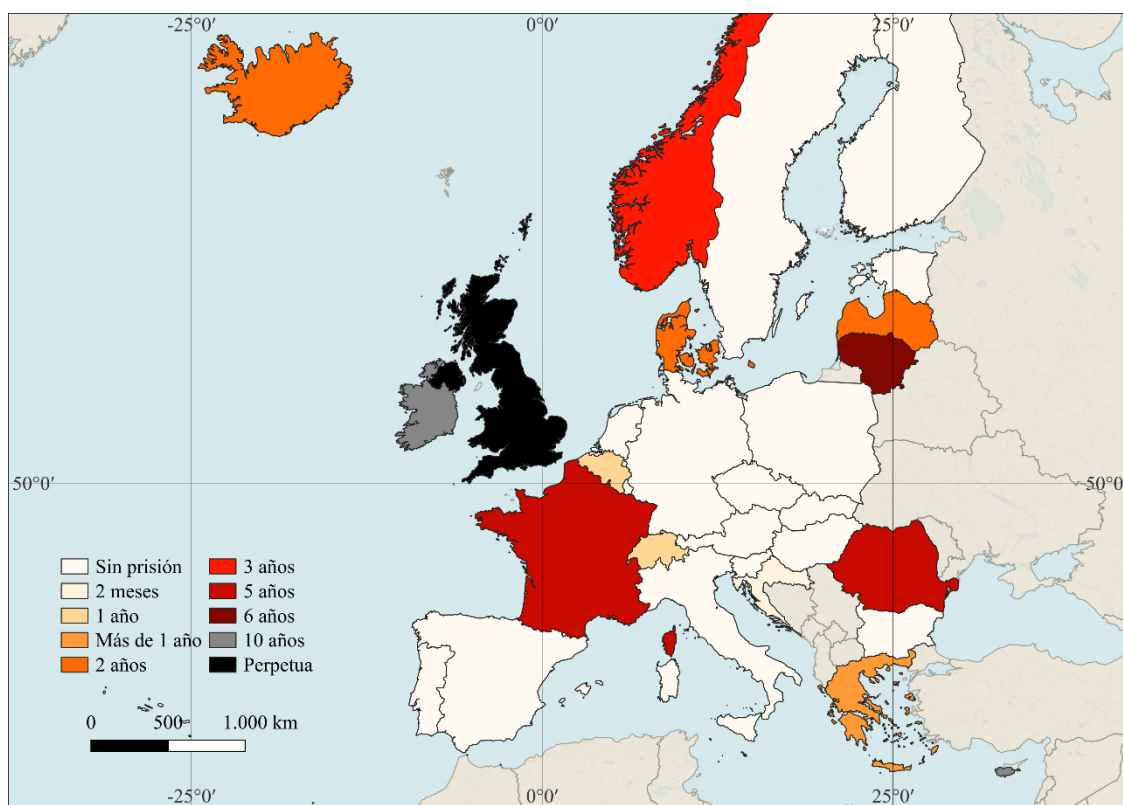 -25°0' 0°0' 25°0'
50°0' 50°0'
Sin prisión
2 meses
1 año
Más de 1 año
2 años
3 años
5 años
6 años
10 años
Perpetua
0 500 1.000 km
-25°0' 0°0' 25°0'